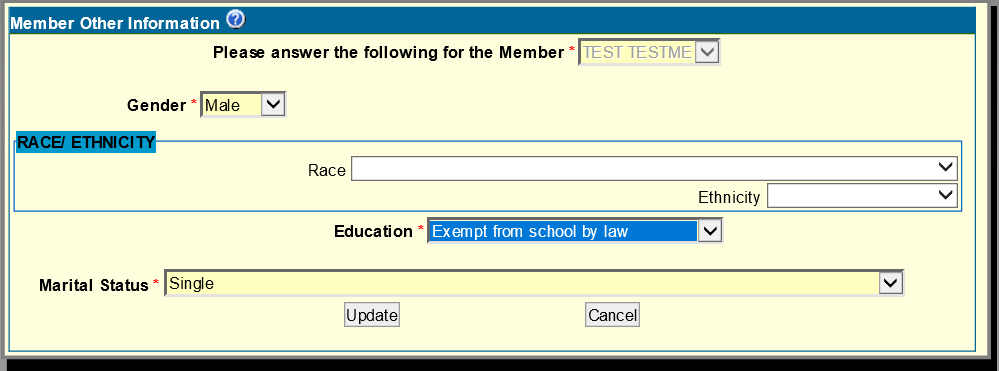 Member Other Information ?
Please answer the following for the Member * TEST TESTME
Gender * Male
RACE/ ETHNICITY
Race
Ethnicity
Education * Exempt from school by law
Marital Status * Single
Update Cancel